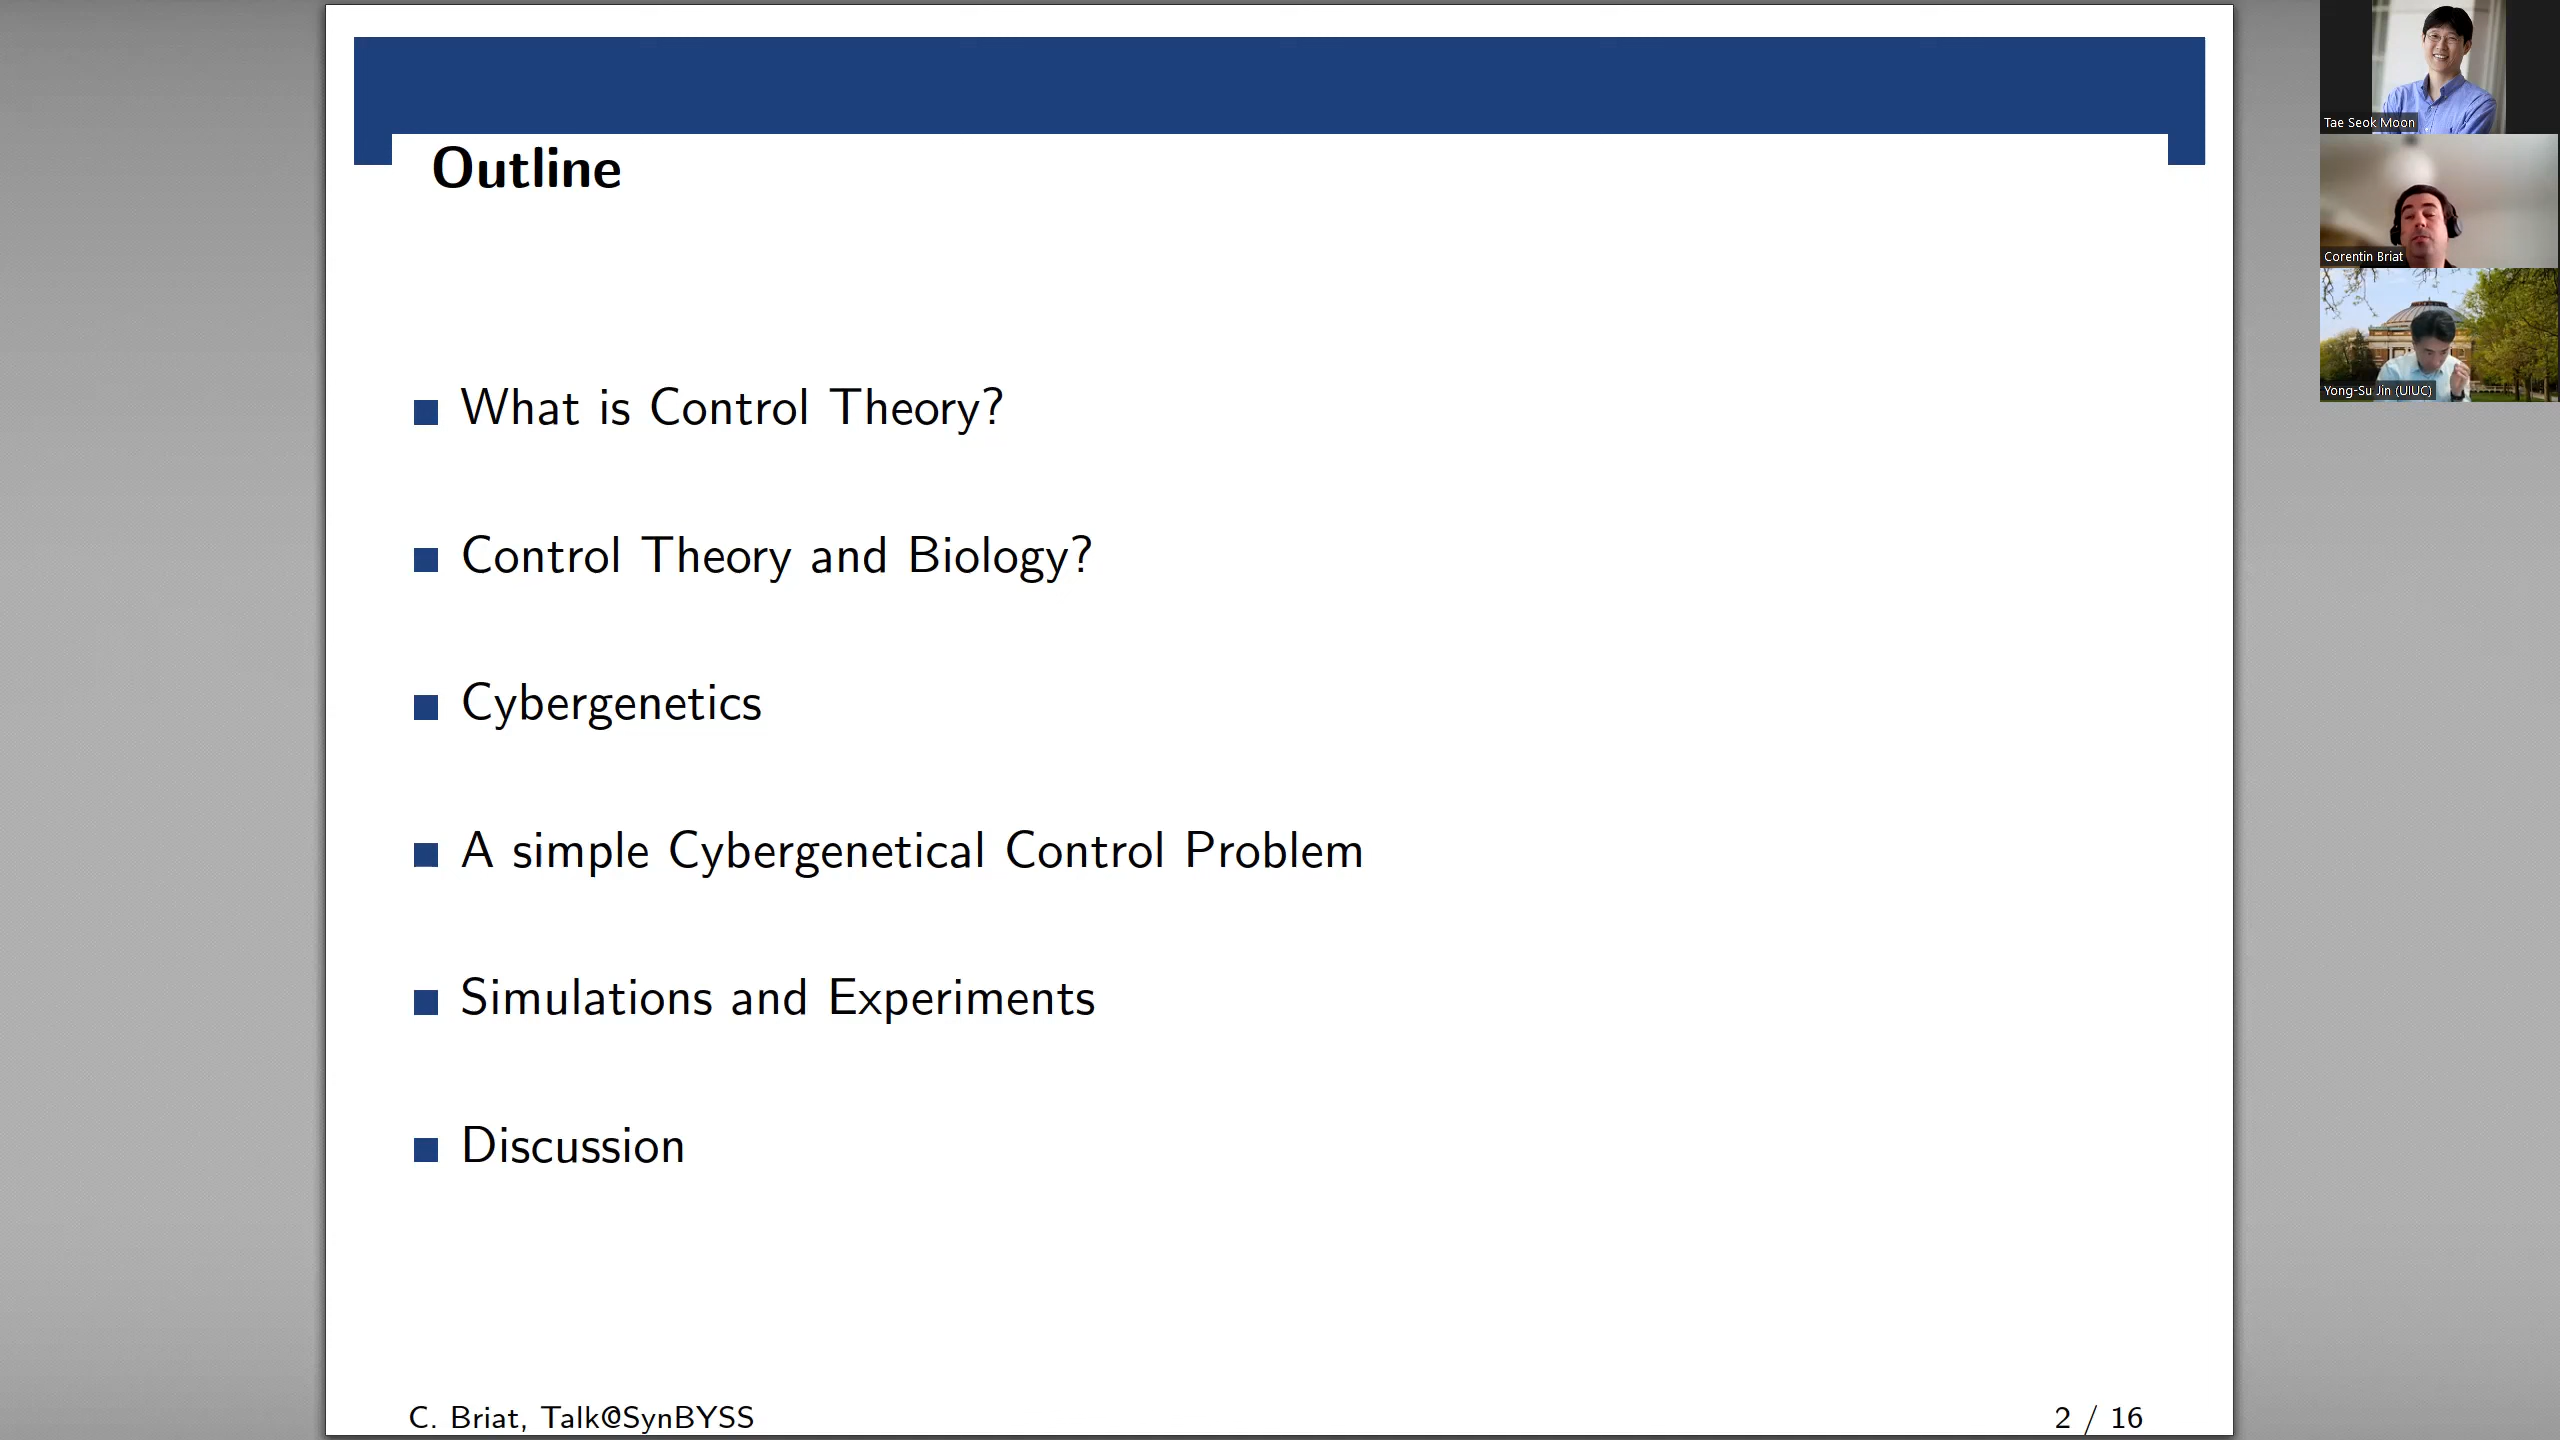 Outline
What is Control Theory?
Control Theory and Biology?
Cybergenetics
A simple Cybergenetical Control Problem
Simulations and Experiments
Discussion
C. Briat, Talk@SynBYSS
2 / 16
Tae Seok Moon
Corentin Briat
Yong-Su Jin (UIUC)